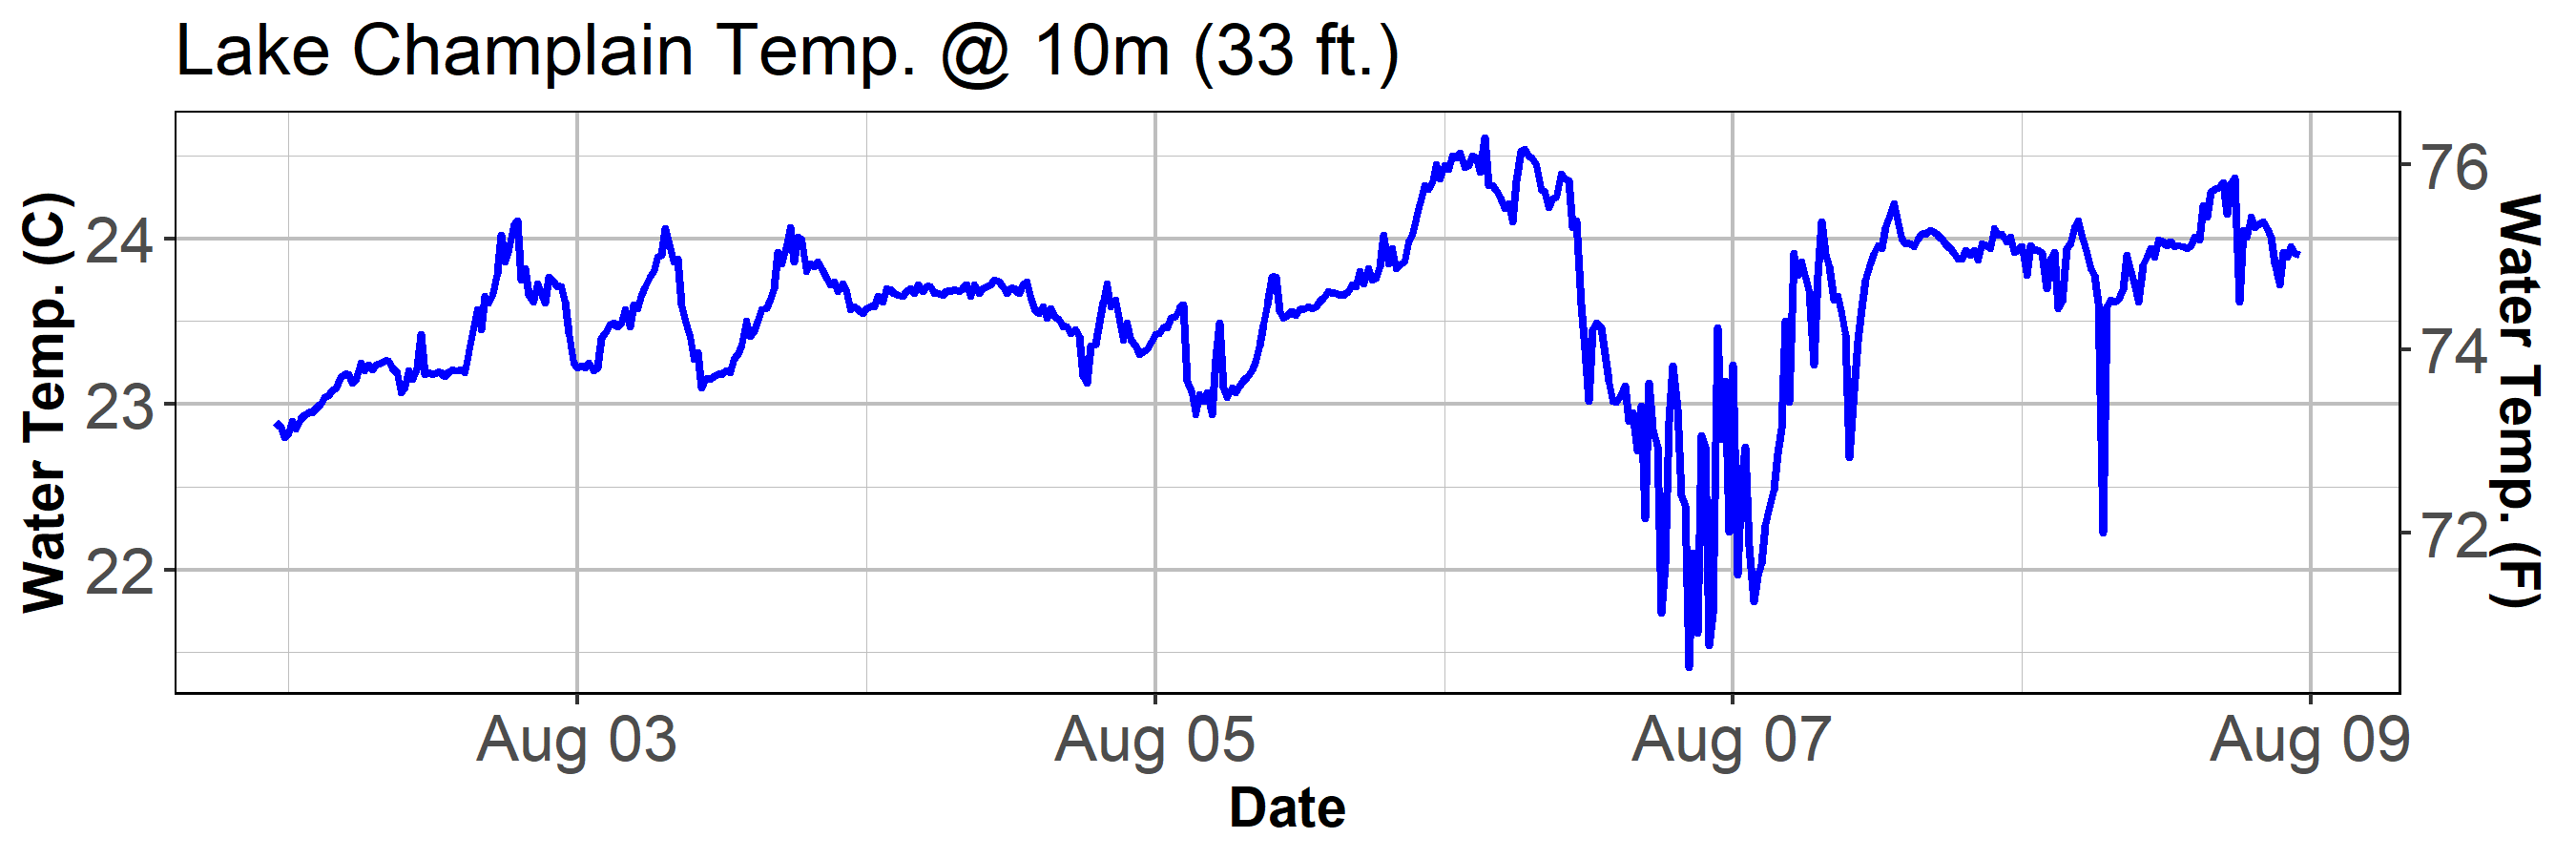 Lake Champlain Temp. @ 10m (33 ft.)
Water Temp. (C)
24
23
22
76
74
72
Water Temp. (F)
Aug 03
Aug 05
Aug 07
Aug 09
Date